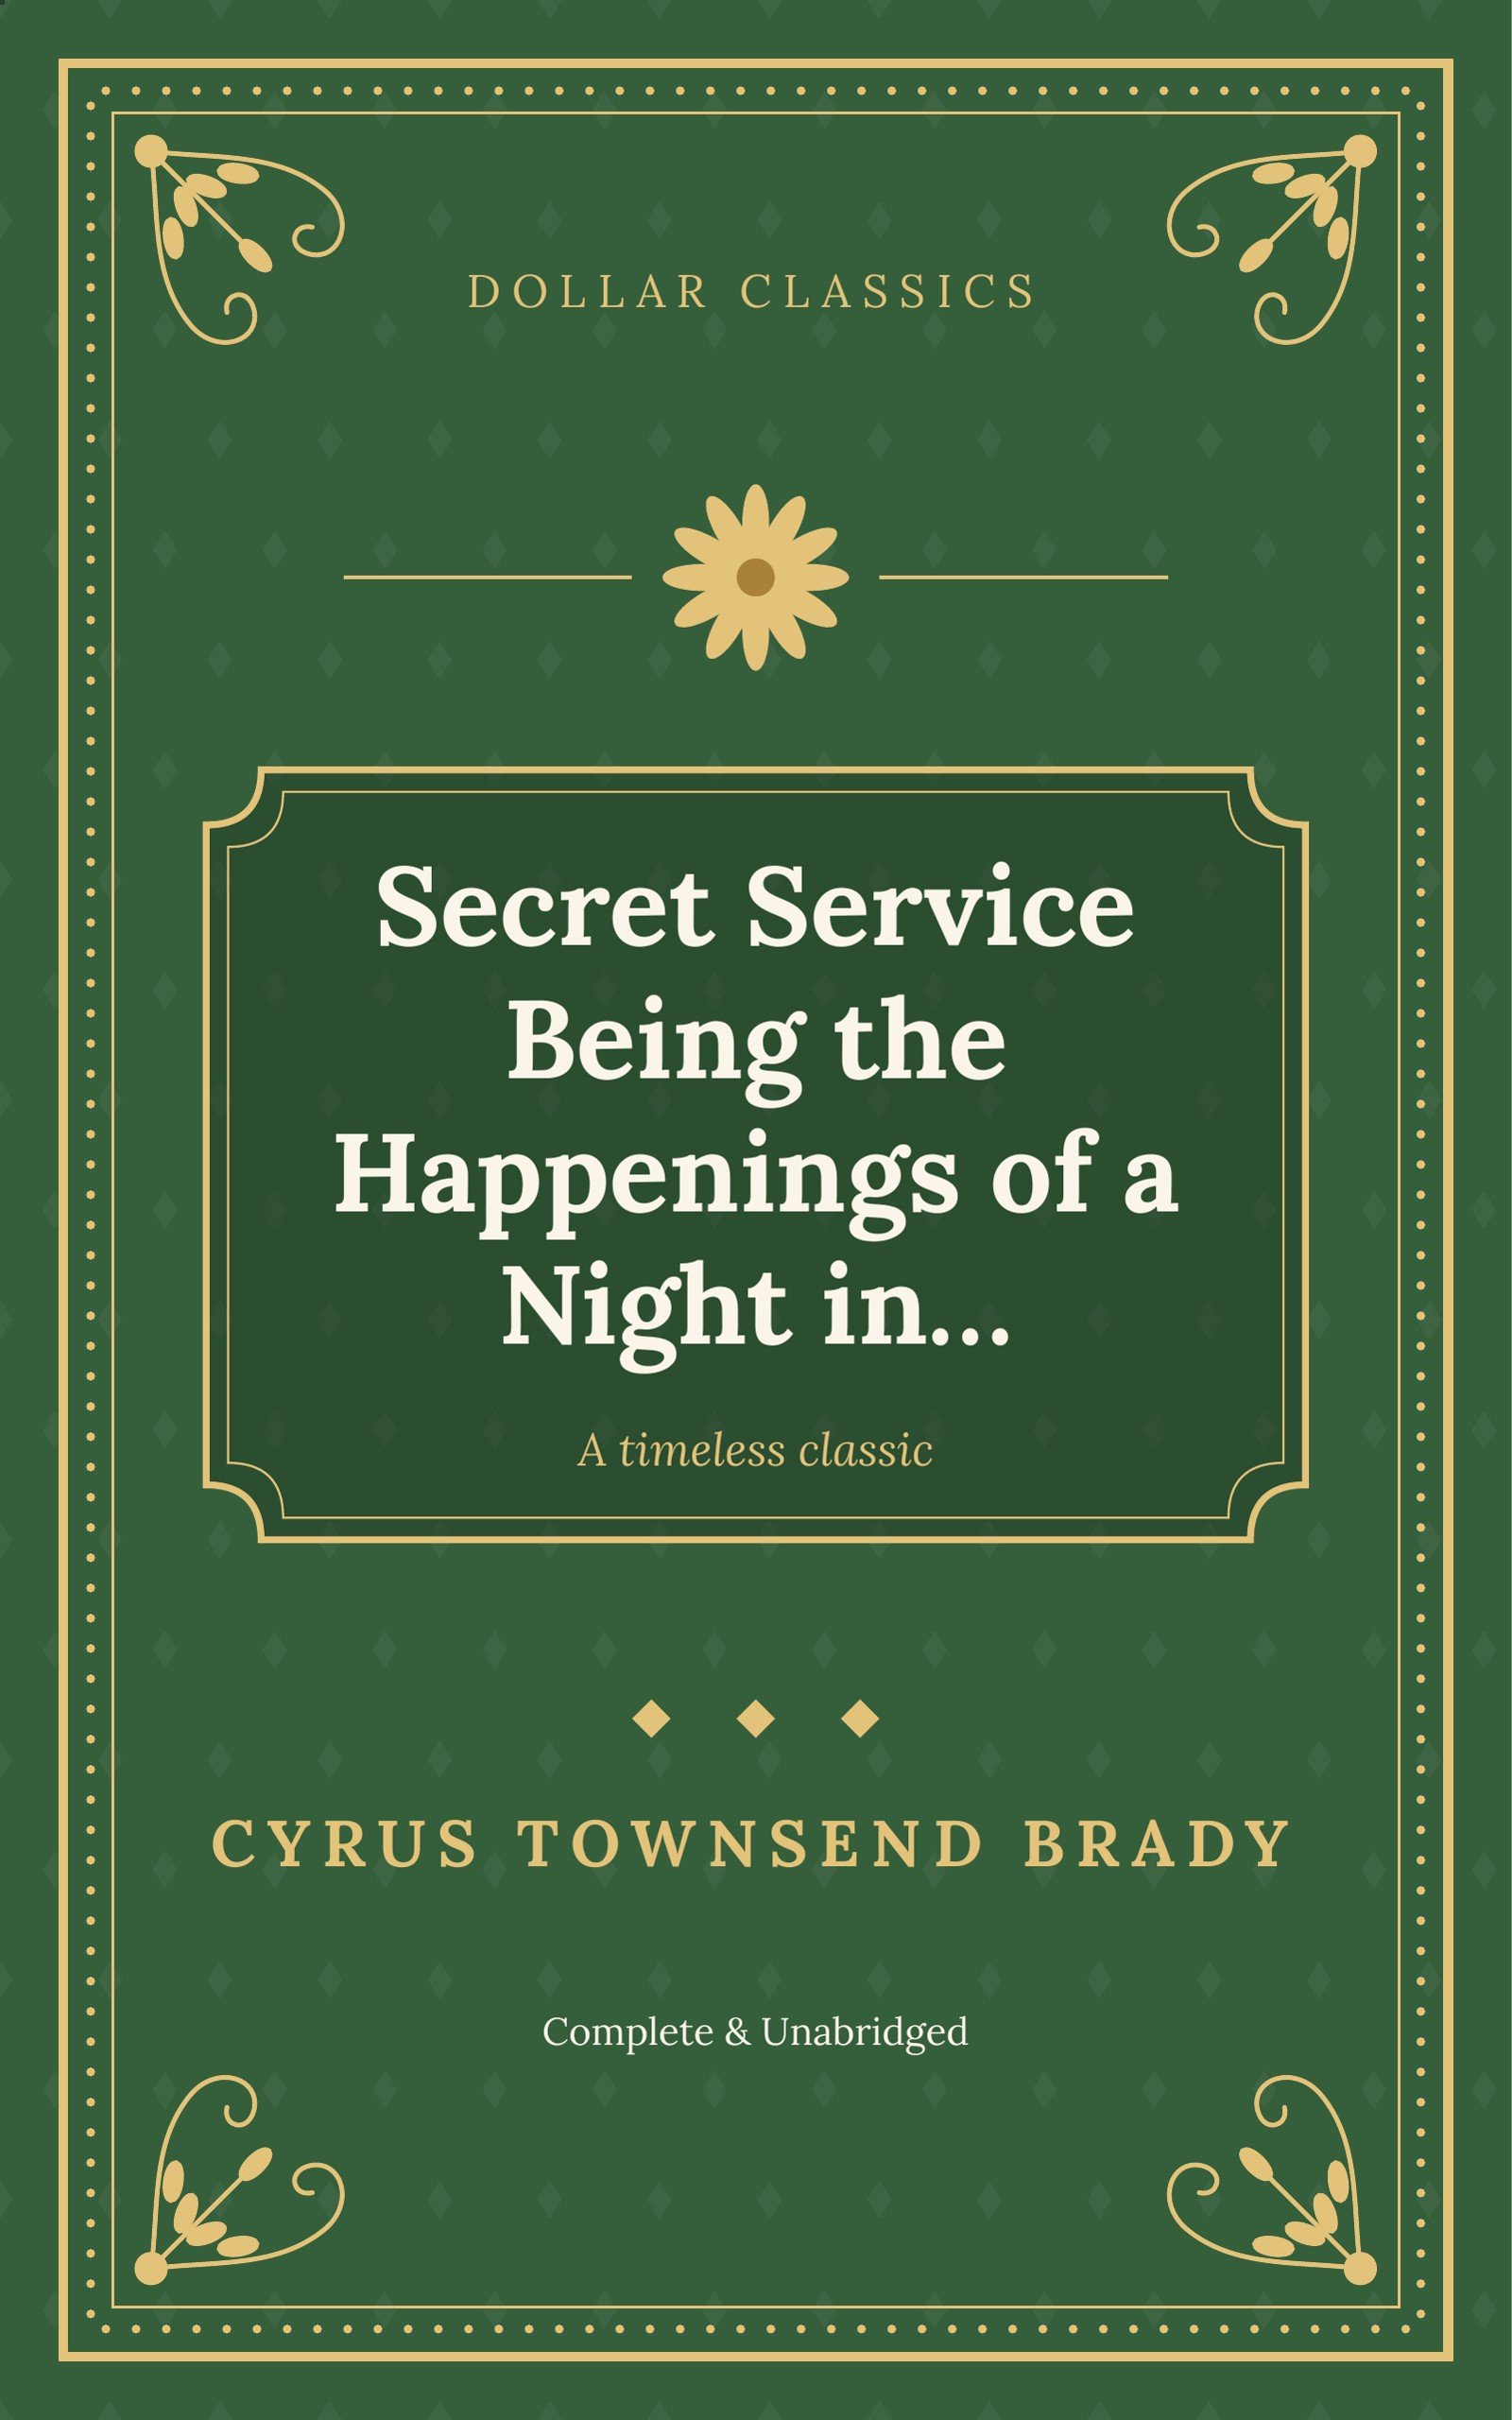 DOLLAR CLASSICS
Secret Service
Being the
Happenings of a
Night in...
A timeless classic
CYRUS TOWNSEND BRADY
Complete & Unabridged